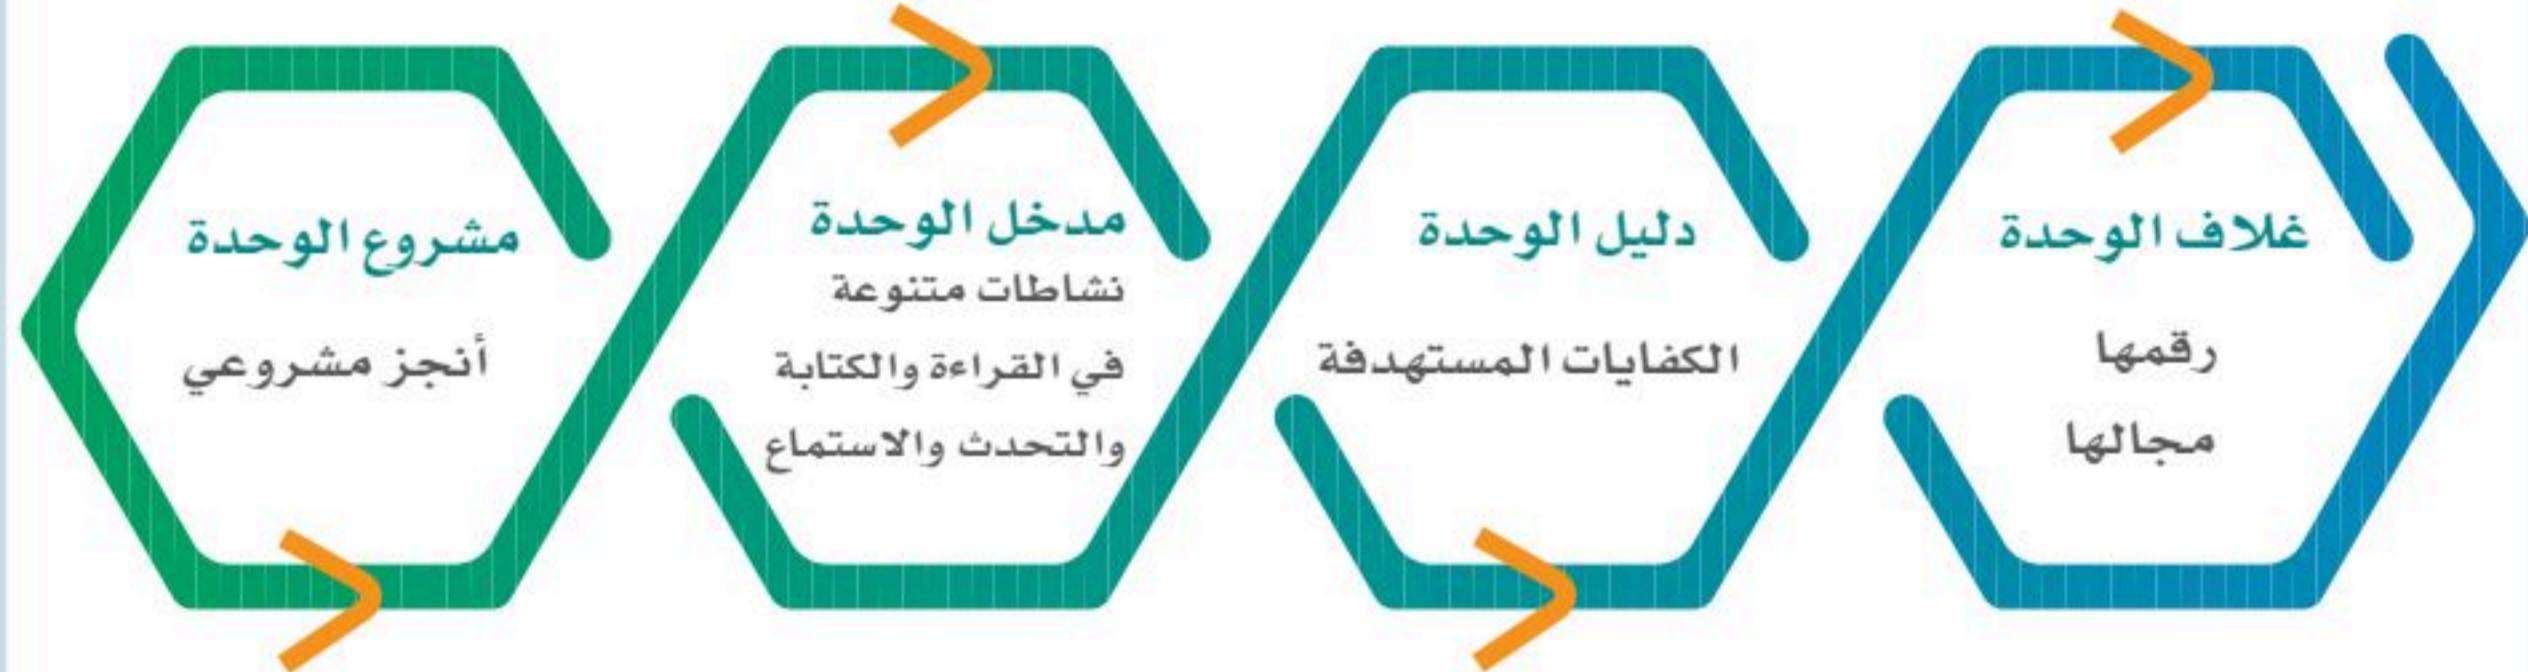 غلاف الوحدة
رقمها
مجالها
دليل الوحدة
الكفايات المستهدفة
مدخل الوحدة
نشاطات متنوعة
في القراءة والكتابة
والتحدث والاستماع
مشروع الوحدة
أنجز مشروعي